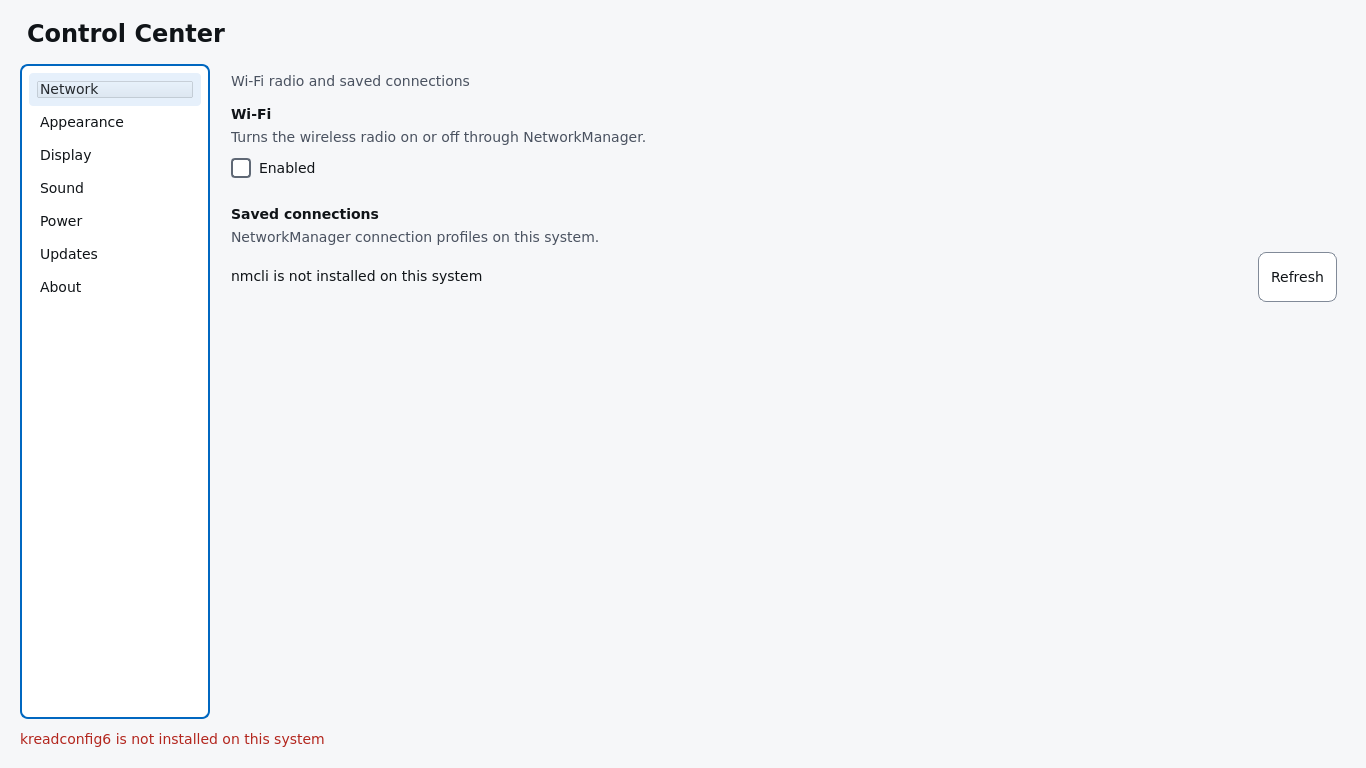 Control Center
Network
Appearance
Display
Sound
Power
Updates
About
Wi-Fi radio and saved connections
Wi-Fi
Turns the wireless radio on or off through NetworkManager.
Enabled
Saved connections
NetworkManager connection profiles on this system.
nmcli is not installed on this system
Refresh
kreadconfig6 is not installed on this system